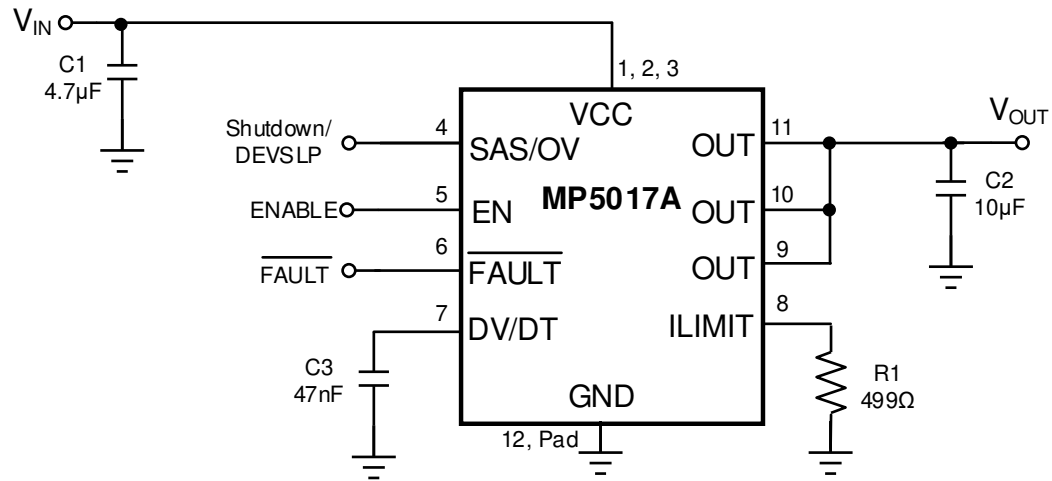 VIN
C1
4.7µF
1, 2, 3
VCC
Shutdown/
DEVSLP
4
SAS/OV
OUT
11
VOUT
MP5017A
C2
10µF
ENABLE
5
EN
OUT
10
FAULT
6
FAULT
OUT
9
7
DV/DT
ILIMIT
8
C3
47nF
R1
499Ω
GND
12, Pad